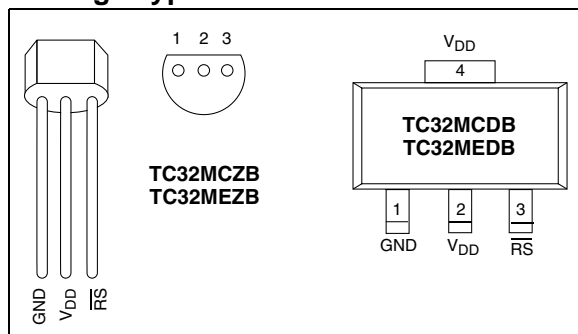 1 2 3
TC32MCZB
TC32MEZB
GND
VDD
RS
VDD
4
TC32MCDB
TC32MEDB
1 2 3
GND VDD RS